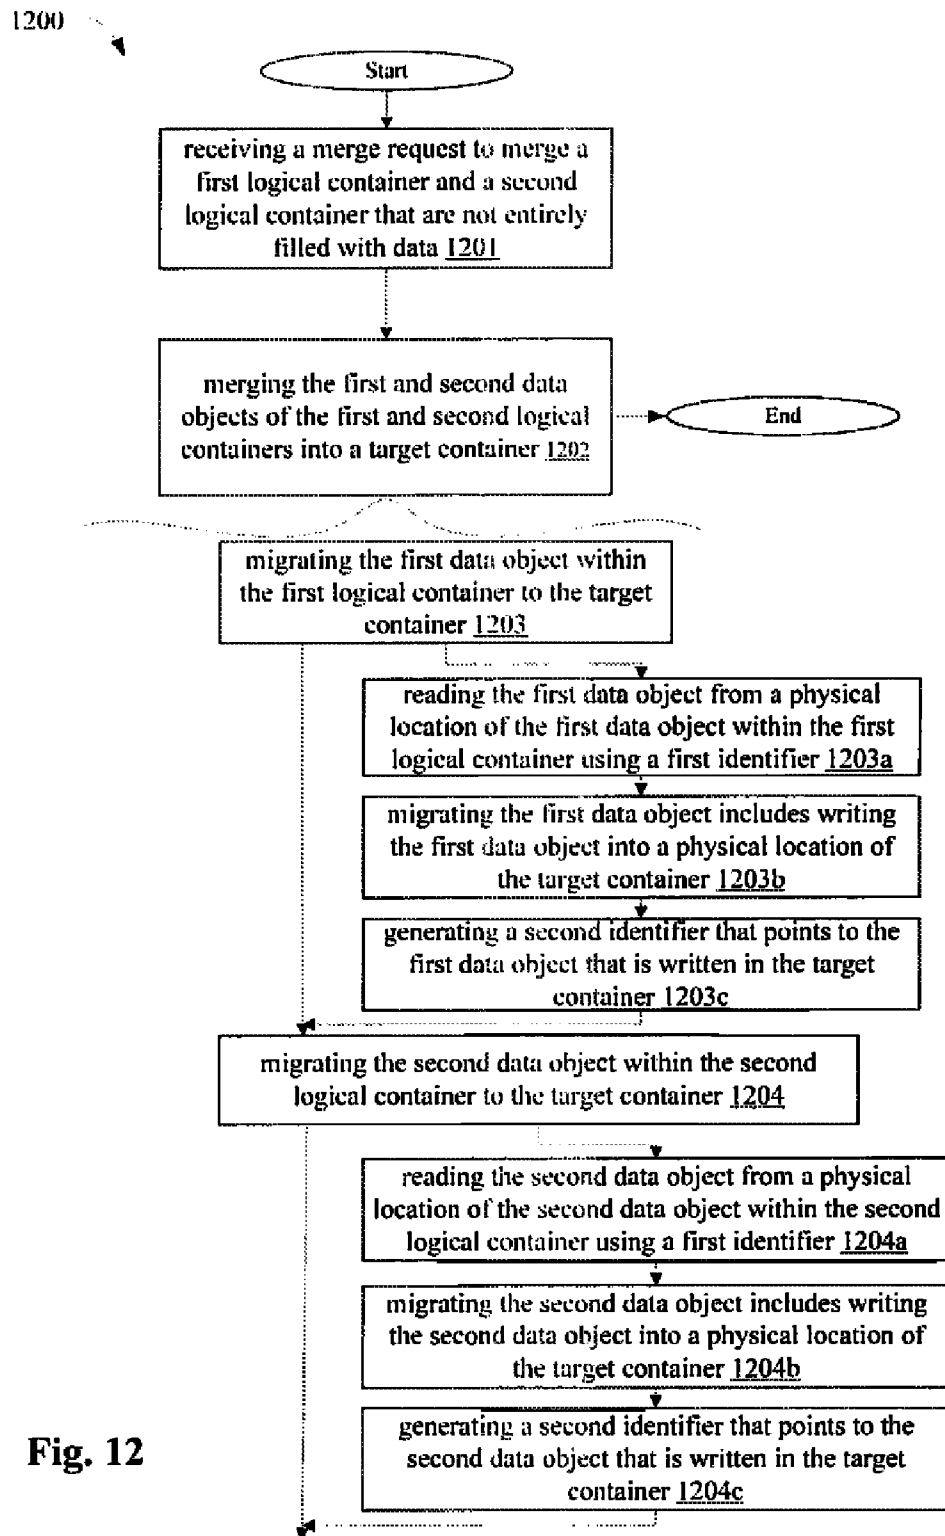 1200
Start
receiving a merge request to merge a
first logical container and a second
logical container that are not entirely
filled with data 1201
merging the first and second data
objects of the first and second logical
containers into a target container 1202
End
migrating the first data object within
the first logical container to the target
container 1203
reading the first data object from a physical
location of the first data object within the first
logical container using a first identifier 1203a
migrating the first data object includes writing
the first data object into a physical location of
the target container 1203b
generating a second identifier that points to the
first data object that is written in the target
container 1203c
migrating the second data object within the second
logical container to the target container 1204
reading the second data object from a physical
location of the second data object within the second
logical container using a first identifier 1204a
migrating the second data object includes writing
the second data object into a physical location of
the target container 1204b
generating a second identifier that points to the
second data object that is written in the target
container 1204c
Fig. 12